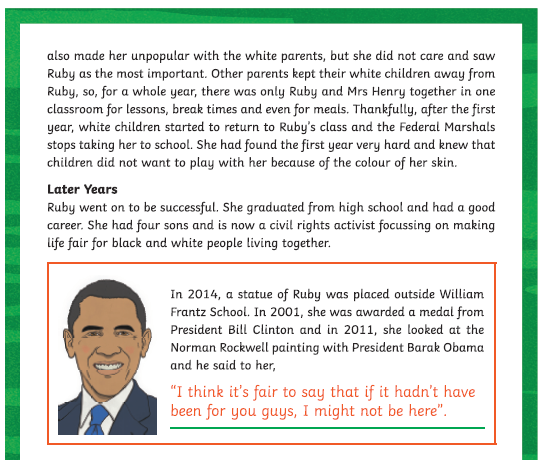 also made her unpopular with the white parents, but she did not care and saw
Ruby as the most important. Other parents kept their white children away from
Ruby, so, for a whole year, there was only Ruby and Mrs Henry together in one
classroom for lessons, break times and even for meals. Thankfully, after the first
year, white children started to return to Ruby's class and the Federal Marshals
stops taking her to school. She had found the first year very hard and knew that
children did not want to play with her because of the colour of her skin.
Later Years
Ruby went on to be successful. She graduated from high school and had a good
career. She had four sons and is now a civil rights activist focussing on making
life fair for black and white people living together.
In 2014, a statue of Ruby was placed outside William
Frantz School. In 2001, she was awarded a medal from
President Bill Clinton and in 2011, she looked at the
Norman Rockwell painting with President Barak Obama
and he said to her,
“I think it's fair to say that if it hadn't have
been for you guys, I might not be here”.